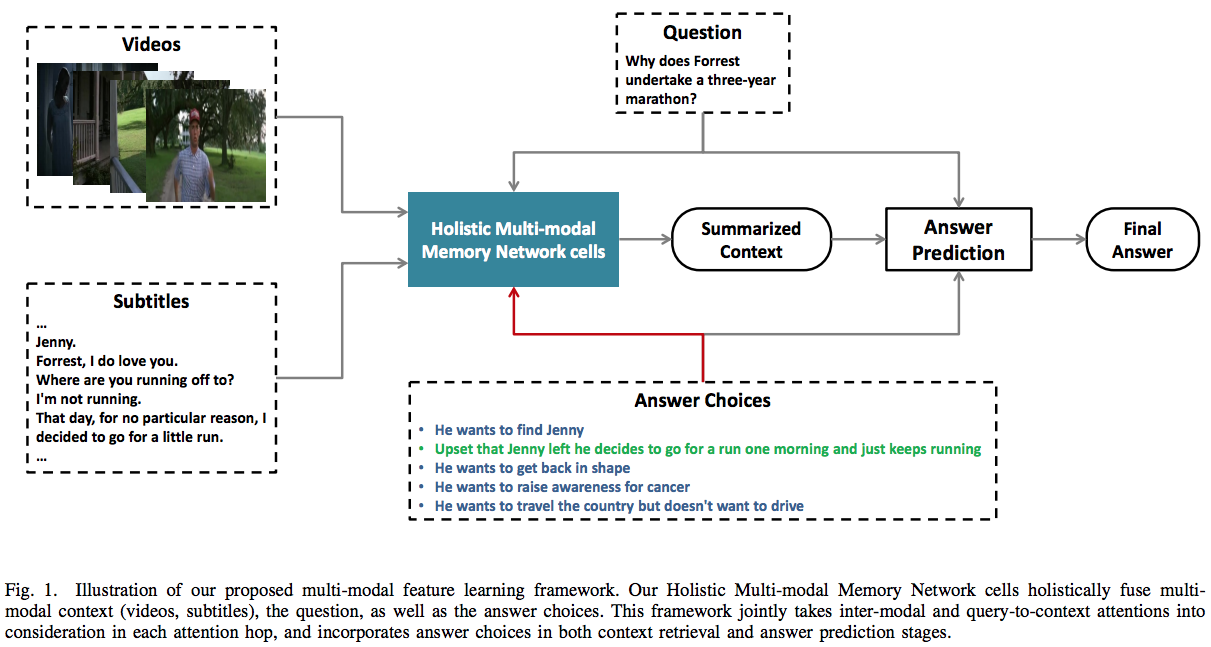 Videos
Question
Why does Forrest
undertake a three-year
marathon?
Holistic Multi-modal
Memory Network cells
Summarized
Context
Answer
Prediction
Final
Answer
Subtitles
...
Jenny.
Forrest, I do love you.
Where are you running off to?
I'm not running.
That day, for no particular reason, I
decided to go for a little run.
...
Answer Choices
• He wants to find Jenny
• Upset that Jenny left he decides to go for a run one morning and just keeps running
• He wants to get back in shape
• He wants to raise awareness for cancer
• He wants to travel the country but doesn't want to drive
Fig. 1. Illustration of our proposed multi-modal feature learning framework. Our Holistic Multi-modal Memory Network cells holistically fuse multi-
modal context (videos, subtitles), the question, as well as the answer choices. This framework jointly takes inter-modal and query-to-context attentions into
consideration in each attention hop, and incorporates answer choices in both context retrieval and answer prediction stages.